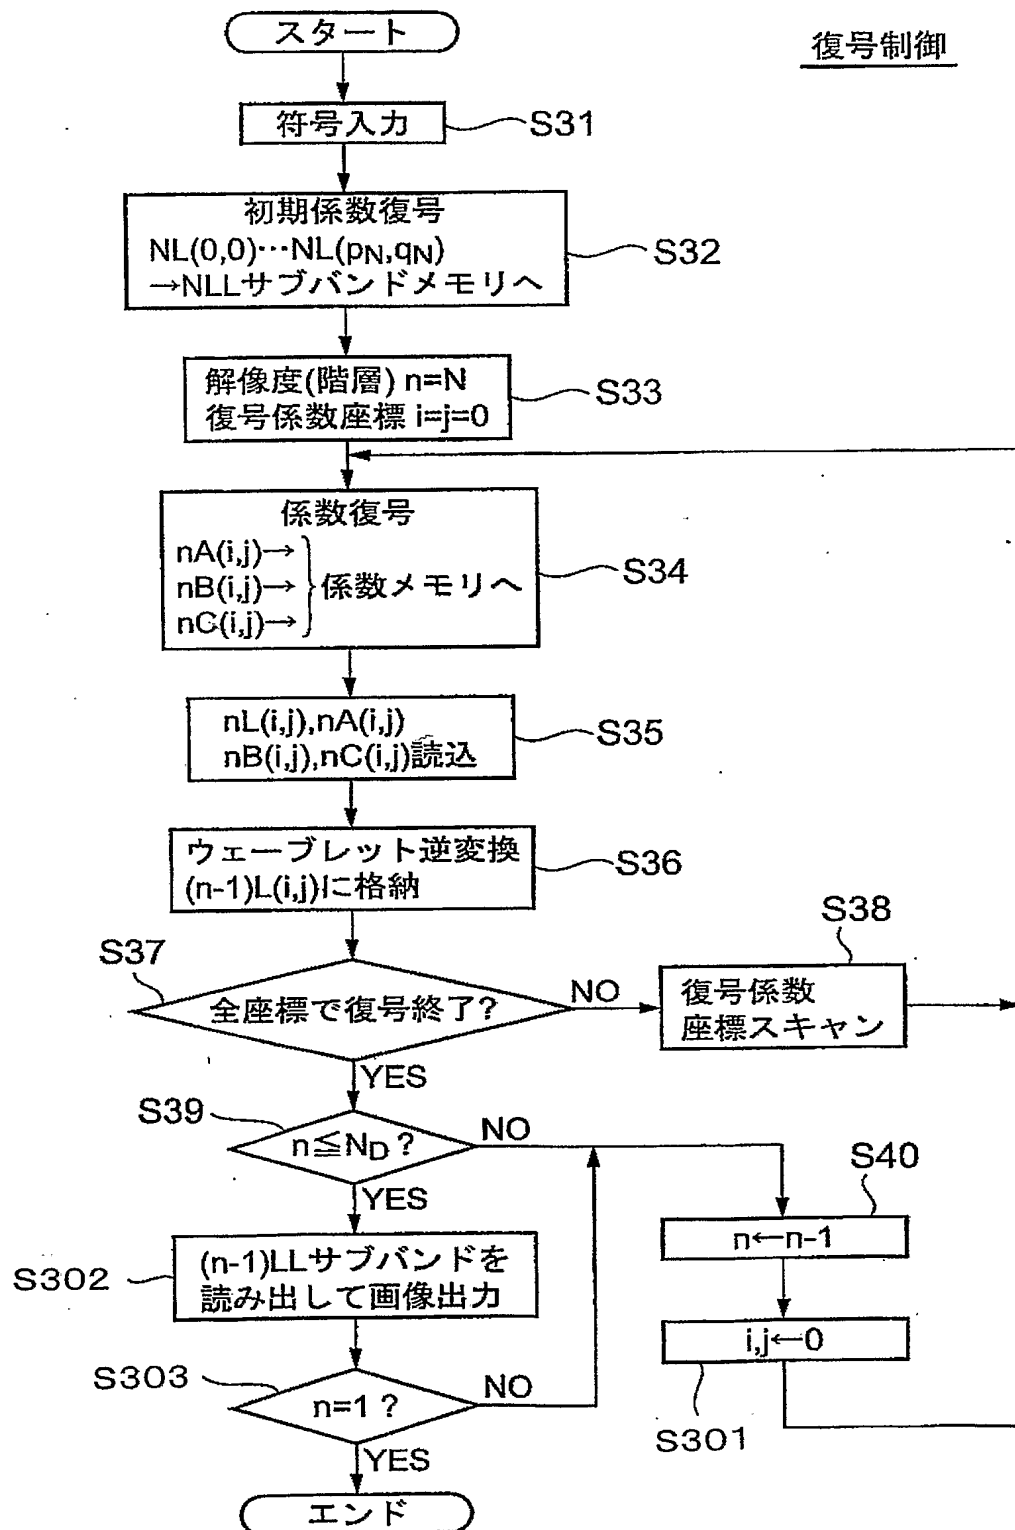 スタート
復号制御
符号入力
S31
初期係数復号
NL(0,0)…NL(pN,qN)
→NLLサブバンドメモリへ
S32
解像度(階層) n=N
復号係数座標 i=j=0
S33
係数復号
nA(i,j)→
nB(i,j)→
nC(i,j)→
係数メモリへ
S34
nL(i,j),nA(i,j)
nB(i,j),nC(i,j)読込
S35
ウェーブレット逆変換
(n-1)L(i,j)に格納
S36
S37
全座標で復号終了?
NO
S38
復号係数
座標スキャン
YES
S39
n≦ND ?
NO
YES
S40
n←n-1
S302
(n-1)LLサブバンドを
読み出して画像出力
i,j←0
S301
S303
n=1 ?
NO
YES
エンド